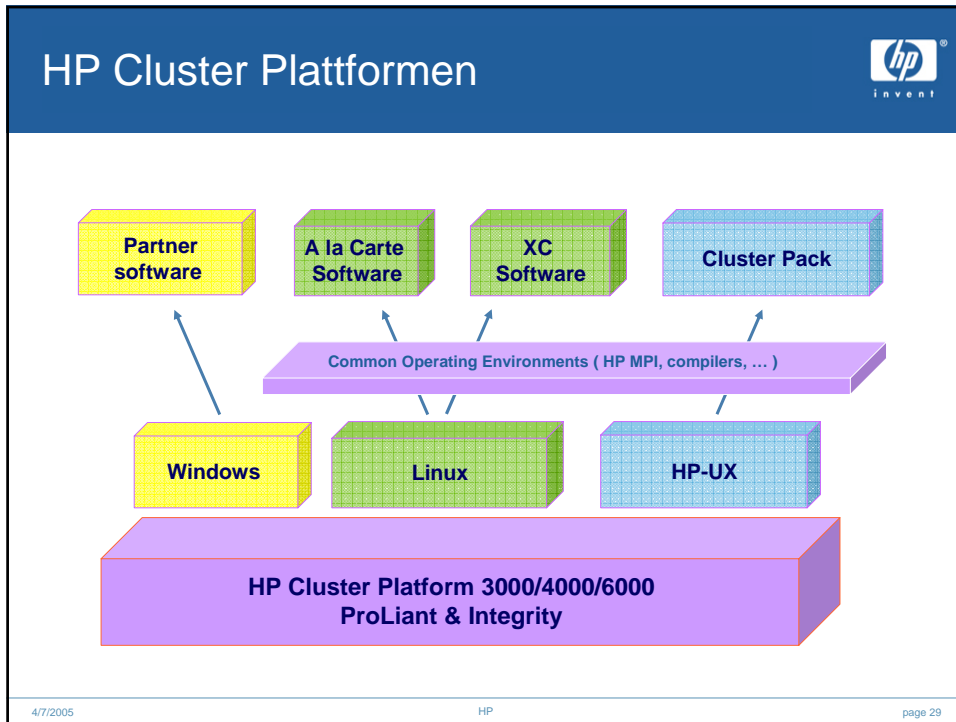 HP Cluster Plattformen
hp
®
invent
Partner
software
A la Carte
Software
XC
Software
Cluster Pack
Common Operating Environments ( HP MPI, compilers, … )
Windows
Linux
HP-UX
HP Cluster Platform 3000/4000/6000
ProLiant & Integrity
4/7/2005
HP
page 29